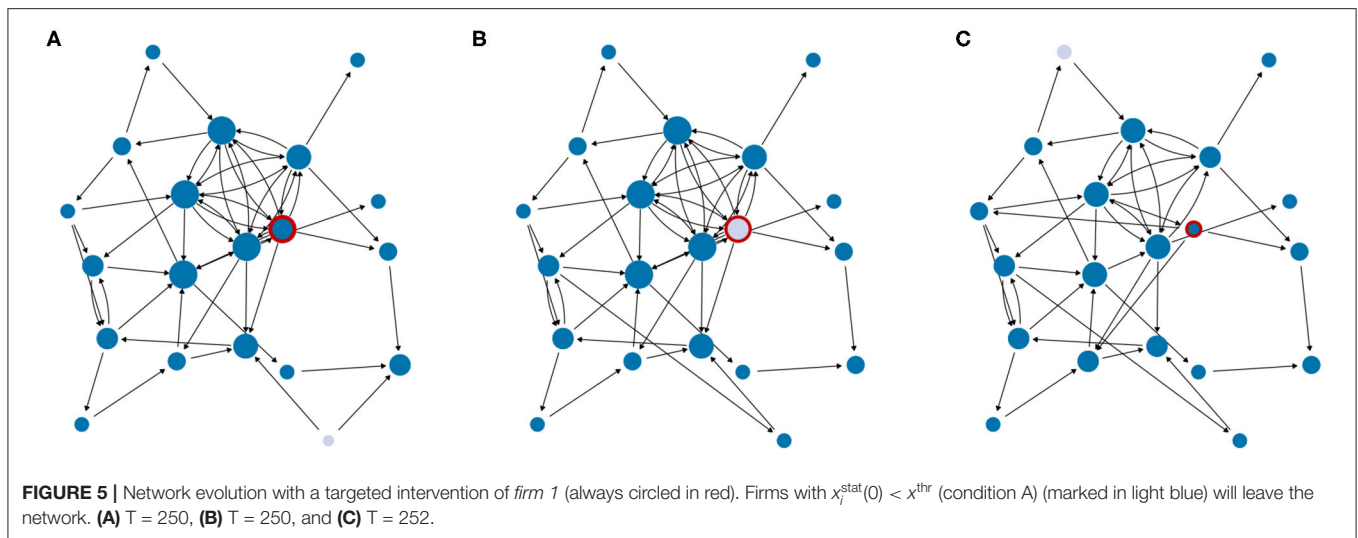 A
B
C
FIGURE 5 | Network evolution with a targeted intervention of firm 1 (always circled in red). Firms with x_i^stat(0) < x^thr (condition A) (marked in light blue) will leave the
network. (A) T = 250, (B) T = 250, and (C) T = 252.